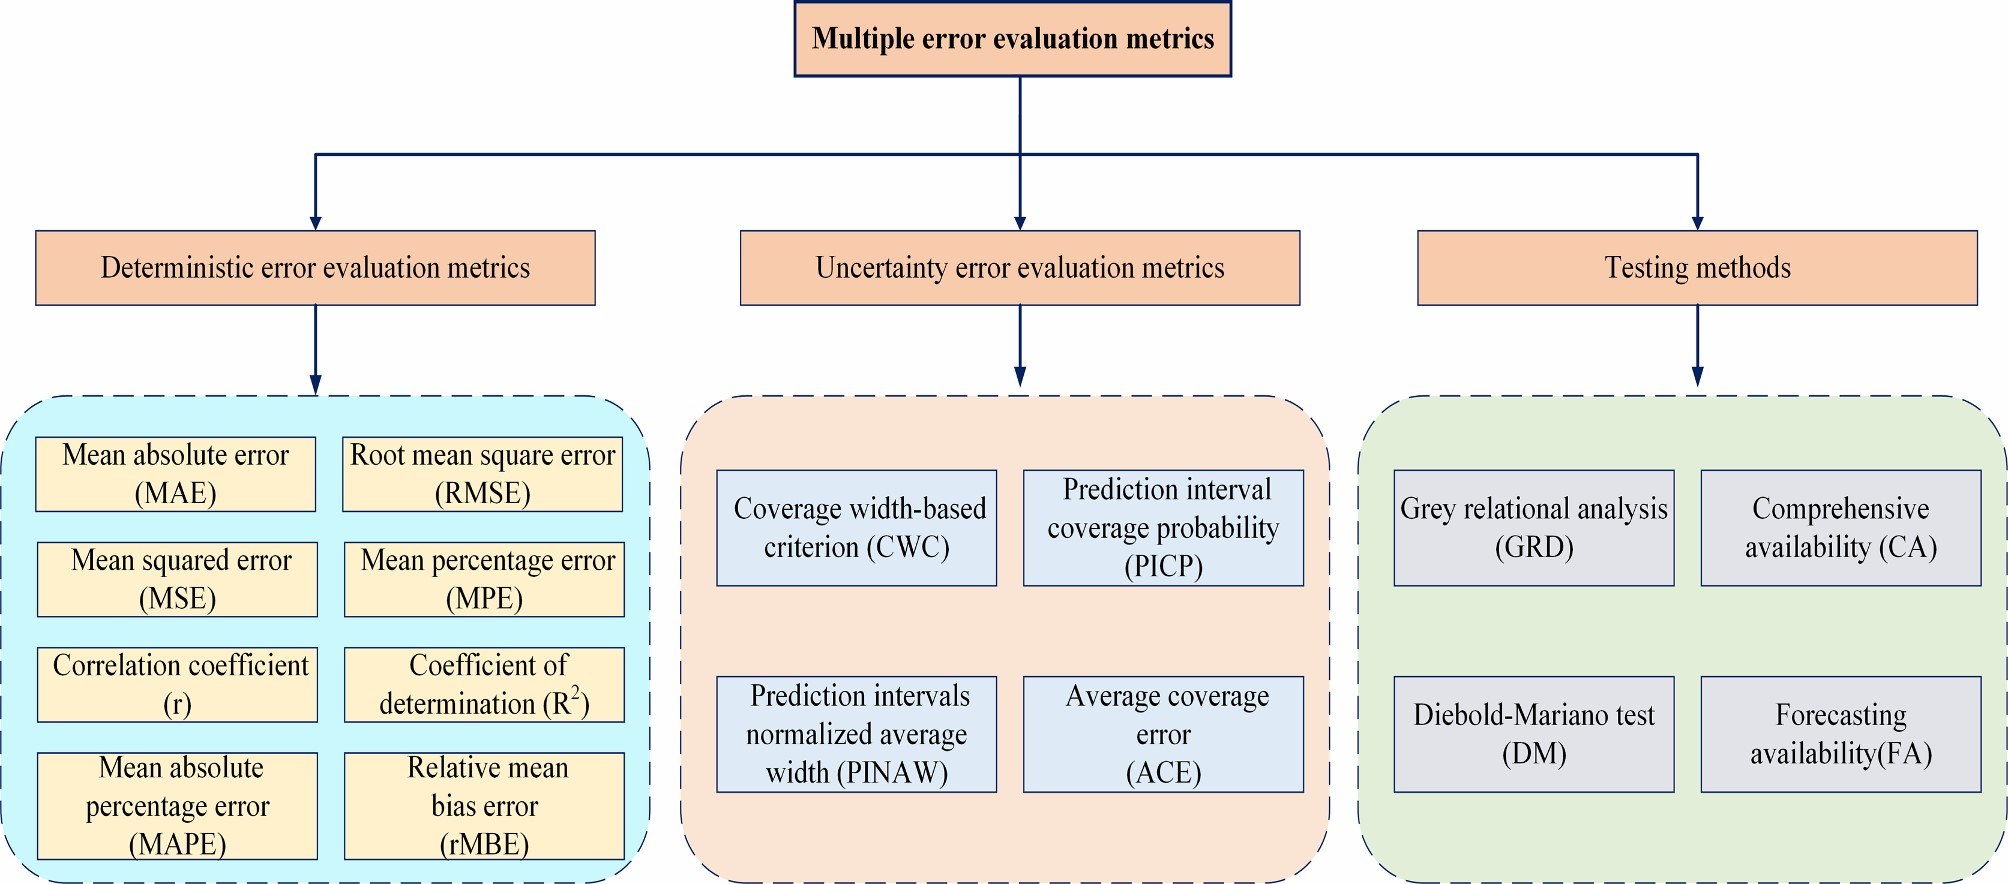 Multiple error evaluation metrics
Deterministic error evaluation metrics
Uncertainty error evaluation metrics
Testing methods
Mean absolute error
(MAE)
Root mean square error
(RMSE)
Mean squared error
(MSE)
Mean percentage error
(MPE)
Correlation coefficient
(r)
Coefficient of
determination (R²)
Mean absolute
percentage error
(MAPE)
Relative mean
bias error
(rMBE)
Coverage width-based
criterion (CWC)
Prediction interval
coverage probability
(PICP)
Prediction intervals
normalized average
width (PINAW)
Average coverage
error
(ACE)
Grey relational analysis
(GRD)
Comprehensive
availability (CA)
Diebold-Mariano test
(DM)
Forecasting
availability(FA)